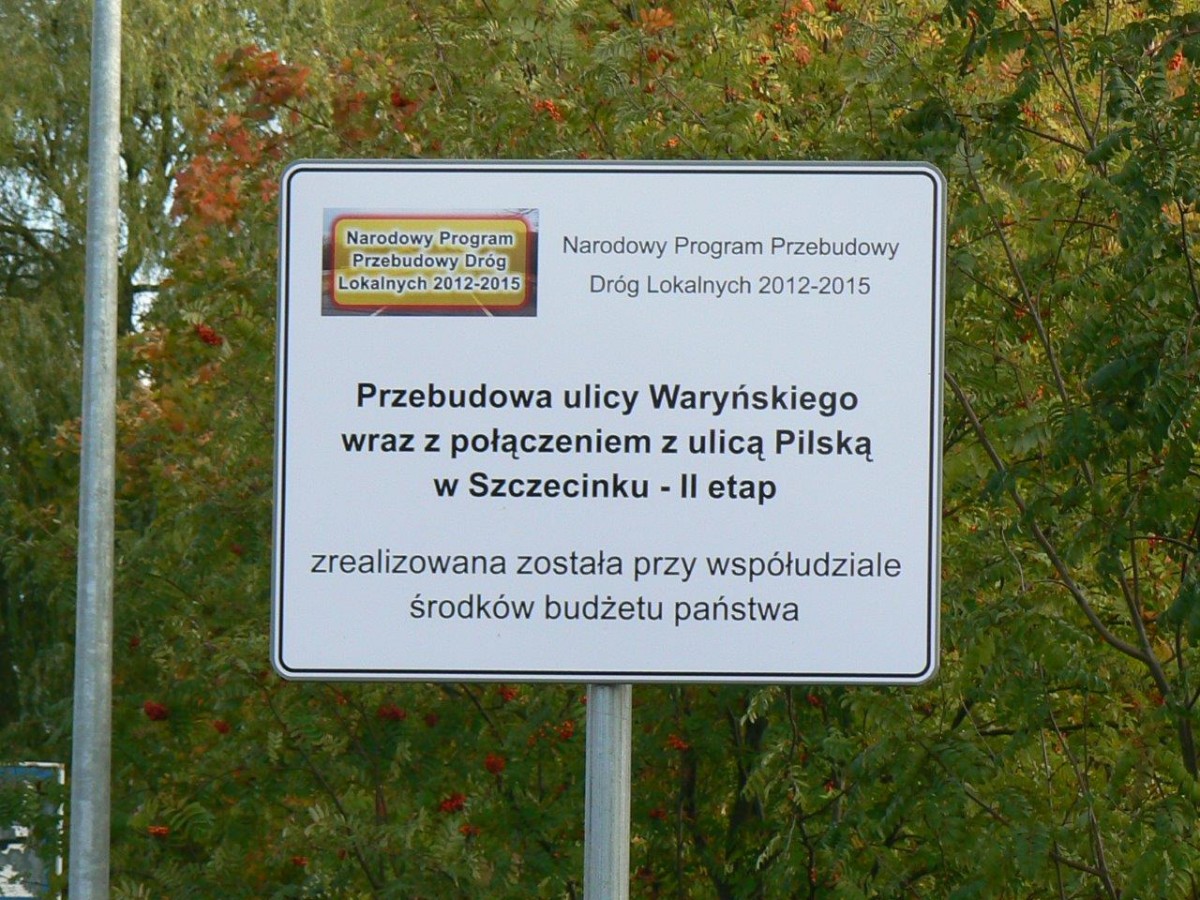 Narodowy Program
Przebudowy Dróg
Lokalnych 2012-2015
Narodowy Program Przebudowy
Dróg Lokalnych 2012-2015
Przebudowa ulicy Waryńskiego
wraz z połączeniem z ulicą Pilską
w Szczecinku - II etap
zrealizowana została przy współudziale
środków budżetu państwa